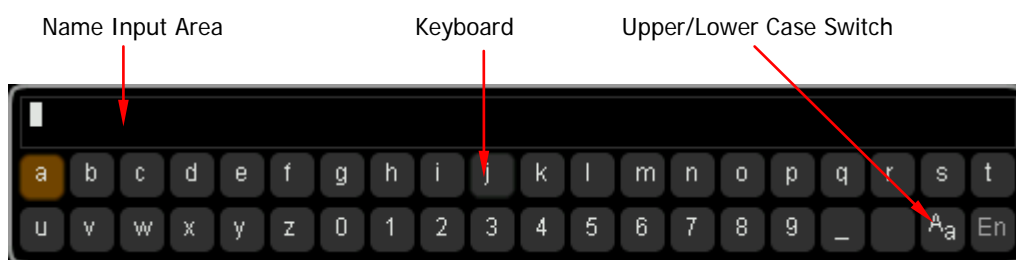 Name Input Area Keyboard Upper/Lower Case Switch
a b c d e f g h i j k l m n o p q r s t
u v w x y z 0 1 2 3 4 5 6 7 8 9 _ Aa En